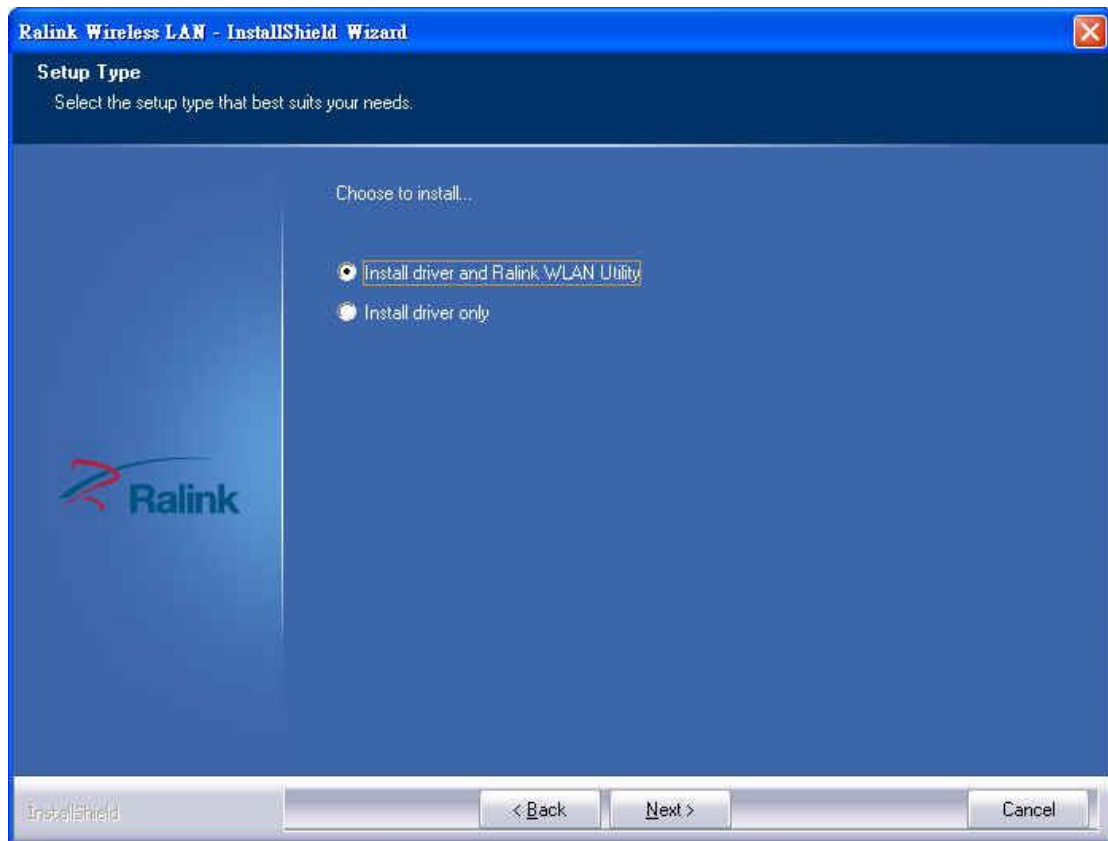 Ralink Wireless LAN - InstallShield Wizard
Setup Type
Select the setup type that best suits your needs.
Choose to install...
Install driver and Ralink WLAN Utility
Install driver only
Ralink
InstallShield
< Back
Next >
Cancel